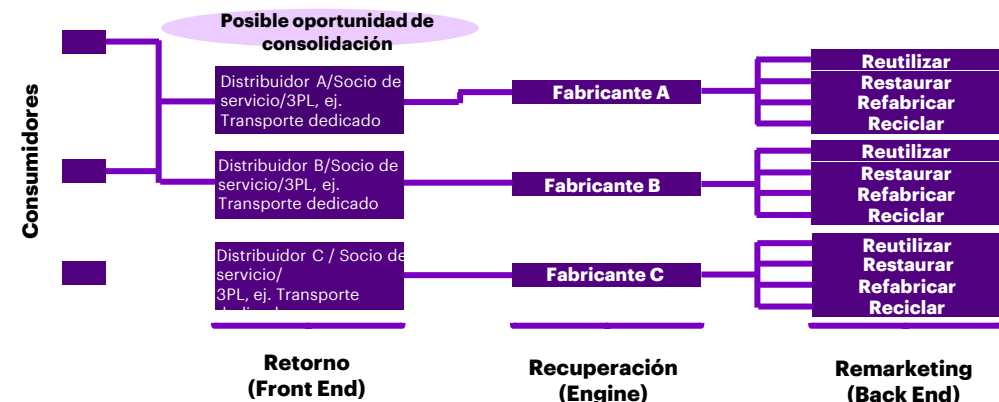 Posible oportunidad de
consolidación
Consumidores
Distribuidor A/Socio de
servicio/3PL, ej.
Transporte dedicado
Fabricante A
Reutilizar
Restaurar
Refabricar
Reciclar
Distribuidor B/Socio de
servicio/3PL, ej.
Transporte dedicado
Fabricante B
Reutilizar
Restaurar
Refabricar
Reciclar
Distribuidor C / Socio de
servicio/
3PL, ej. Transporte
Fabricante C
Reutilizar
Restaurar
Refabricar
Reciclar
Retorno
(Front End)
Recuperación
(Engine)
Remarketing
(Back End)